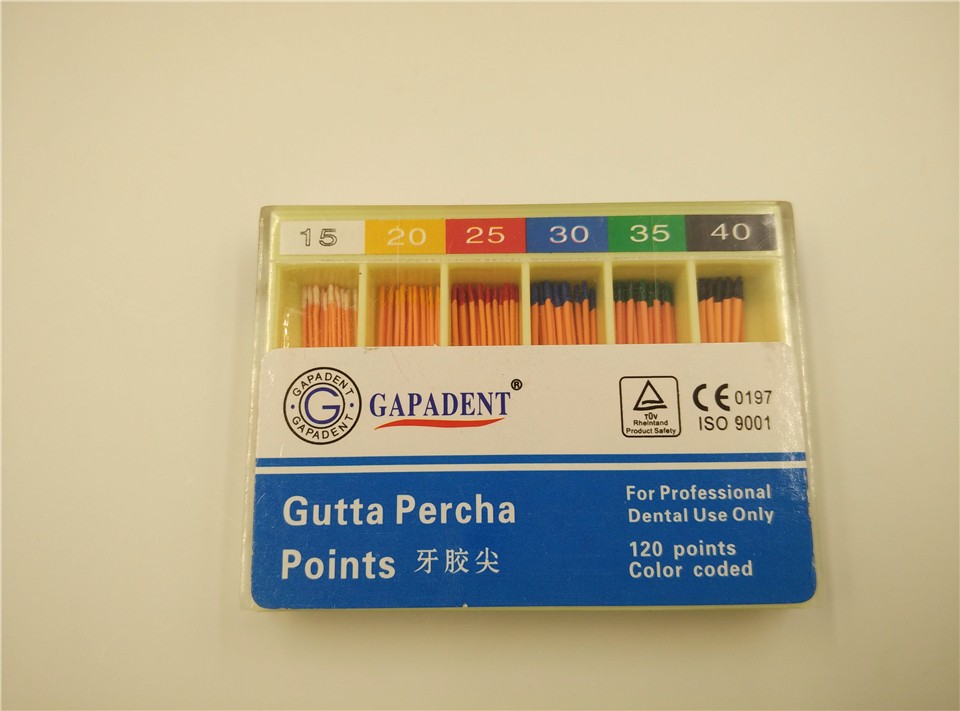 15 20 25 30 35 40
GAPADENT
G
GAPADENT
GAPADENT®
TÜV
Rheintand
Product Safety
CE 0197
ISO 9001
Gutta Percha
Points 牙胶尖
For Professional
Dental Use Only
120 points
Color coded